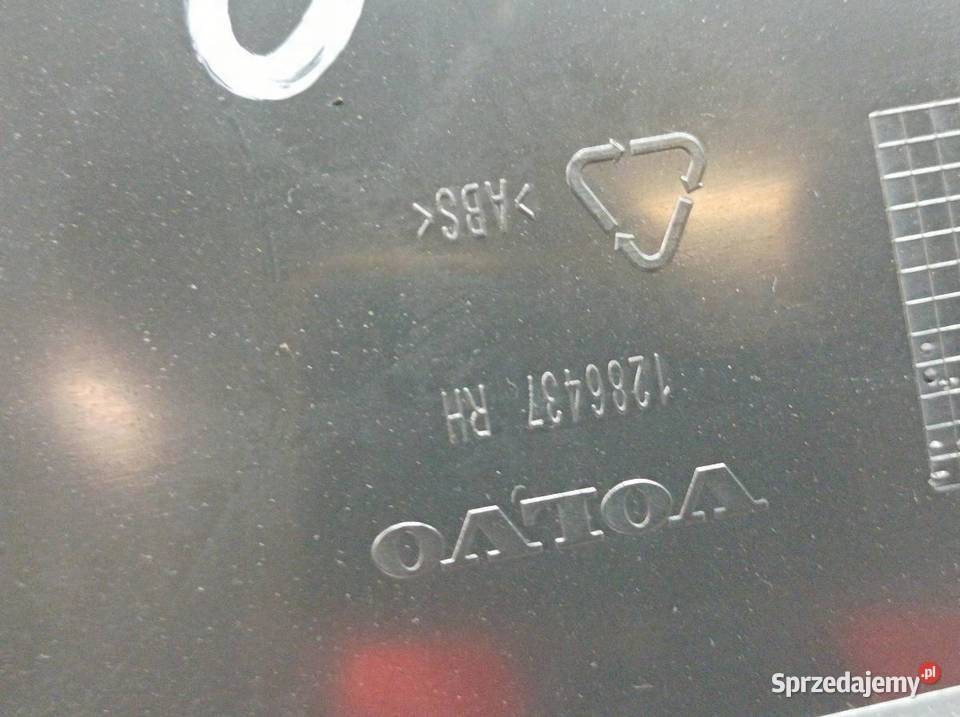 VOLVO
1286437 RH
>ABS<
Sprzedajemy.pl